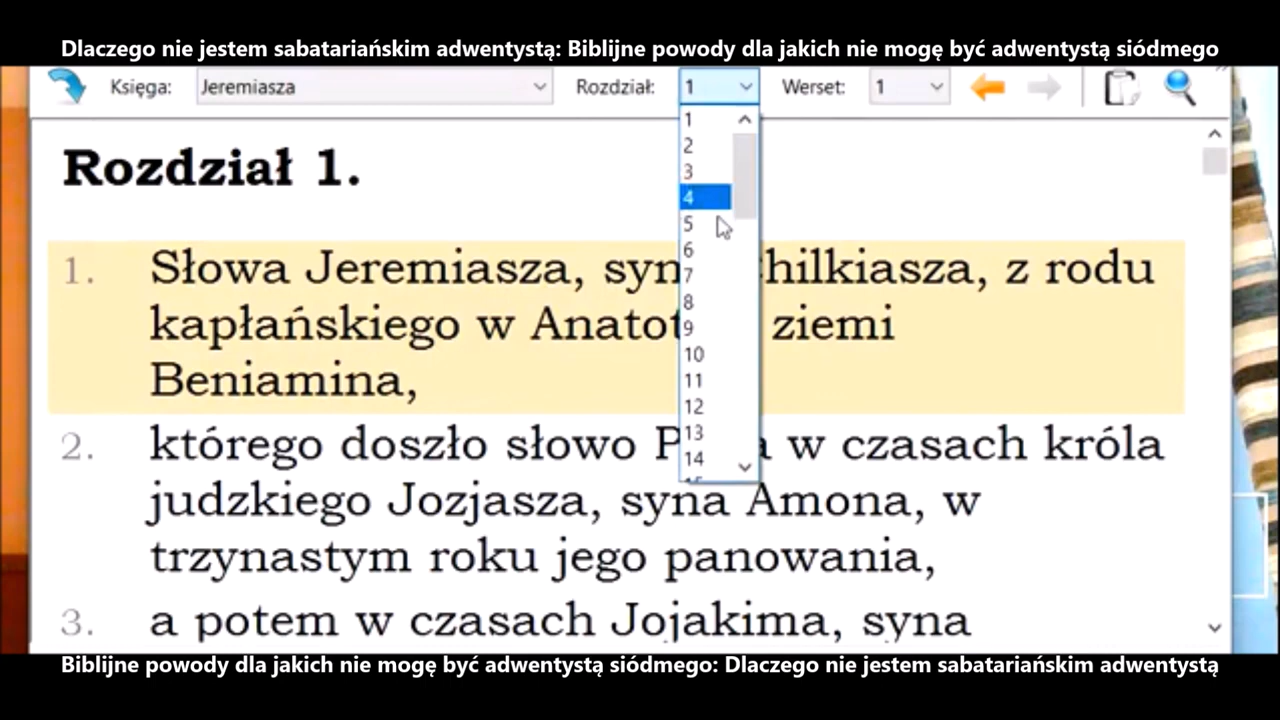 Dlaczego nie jestem sabatariańskim adwentystą: Biblijne powody dla jakich nie mogę być adwentystą siódmego
Księga: Jeremiasza Rozdział: 1 Werset: 1
1
2
3
4
5
6
7
8
9
10
11
12
13
14
Rozdział 1.
1. Słowa Jeremiasza, z rodu
kapłańskiego w ziemi
Beniamina,
2. którego doszło słowo w czasach króla
judzkiego Jozjasza, syna Amona, w
trzynastym roku jego panowania,
3. a potem w czasach Jojakima, syna
Biblijne powody dla jakich nie mogę być adwentystą siódmego: Dlaczego nie jestem sabatariańskim adwentystą